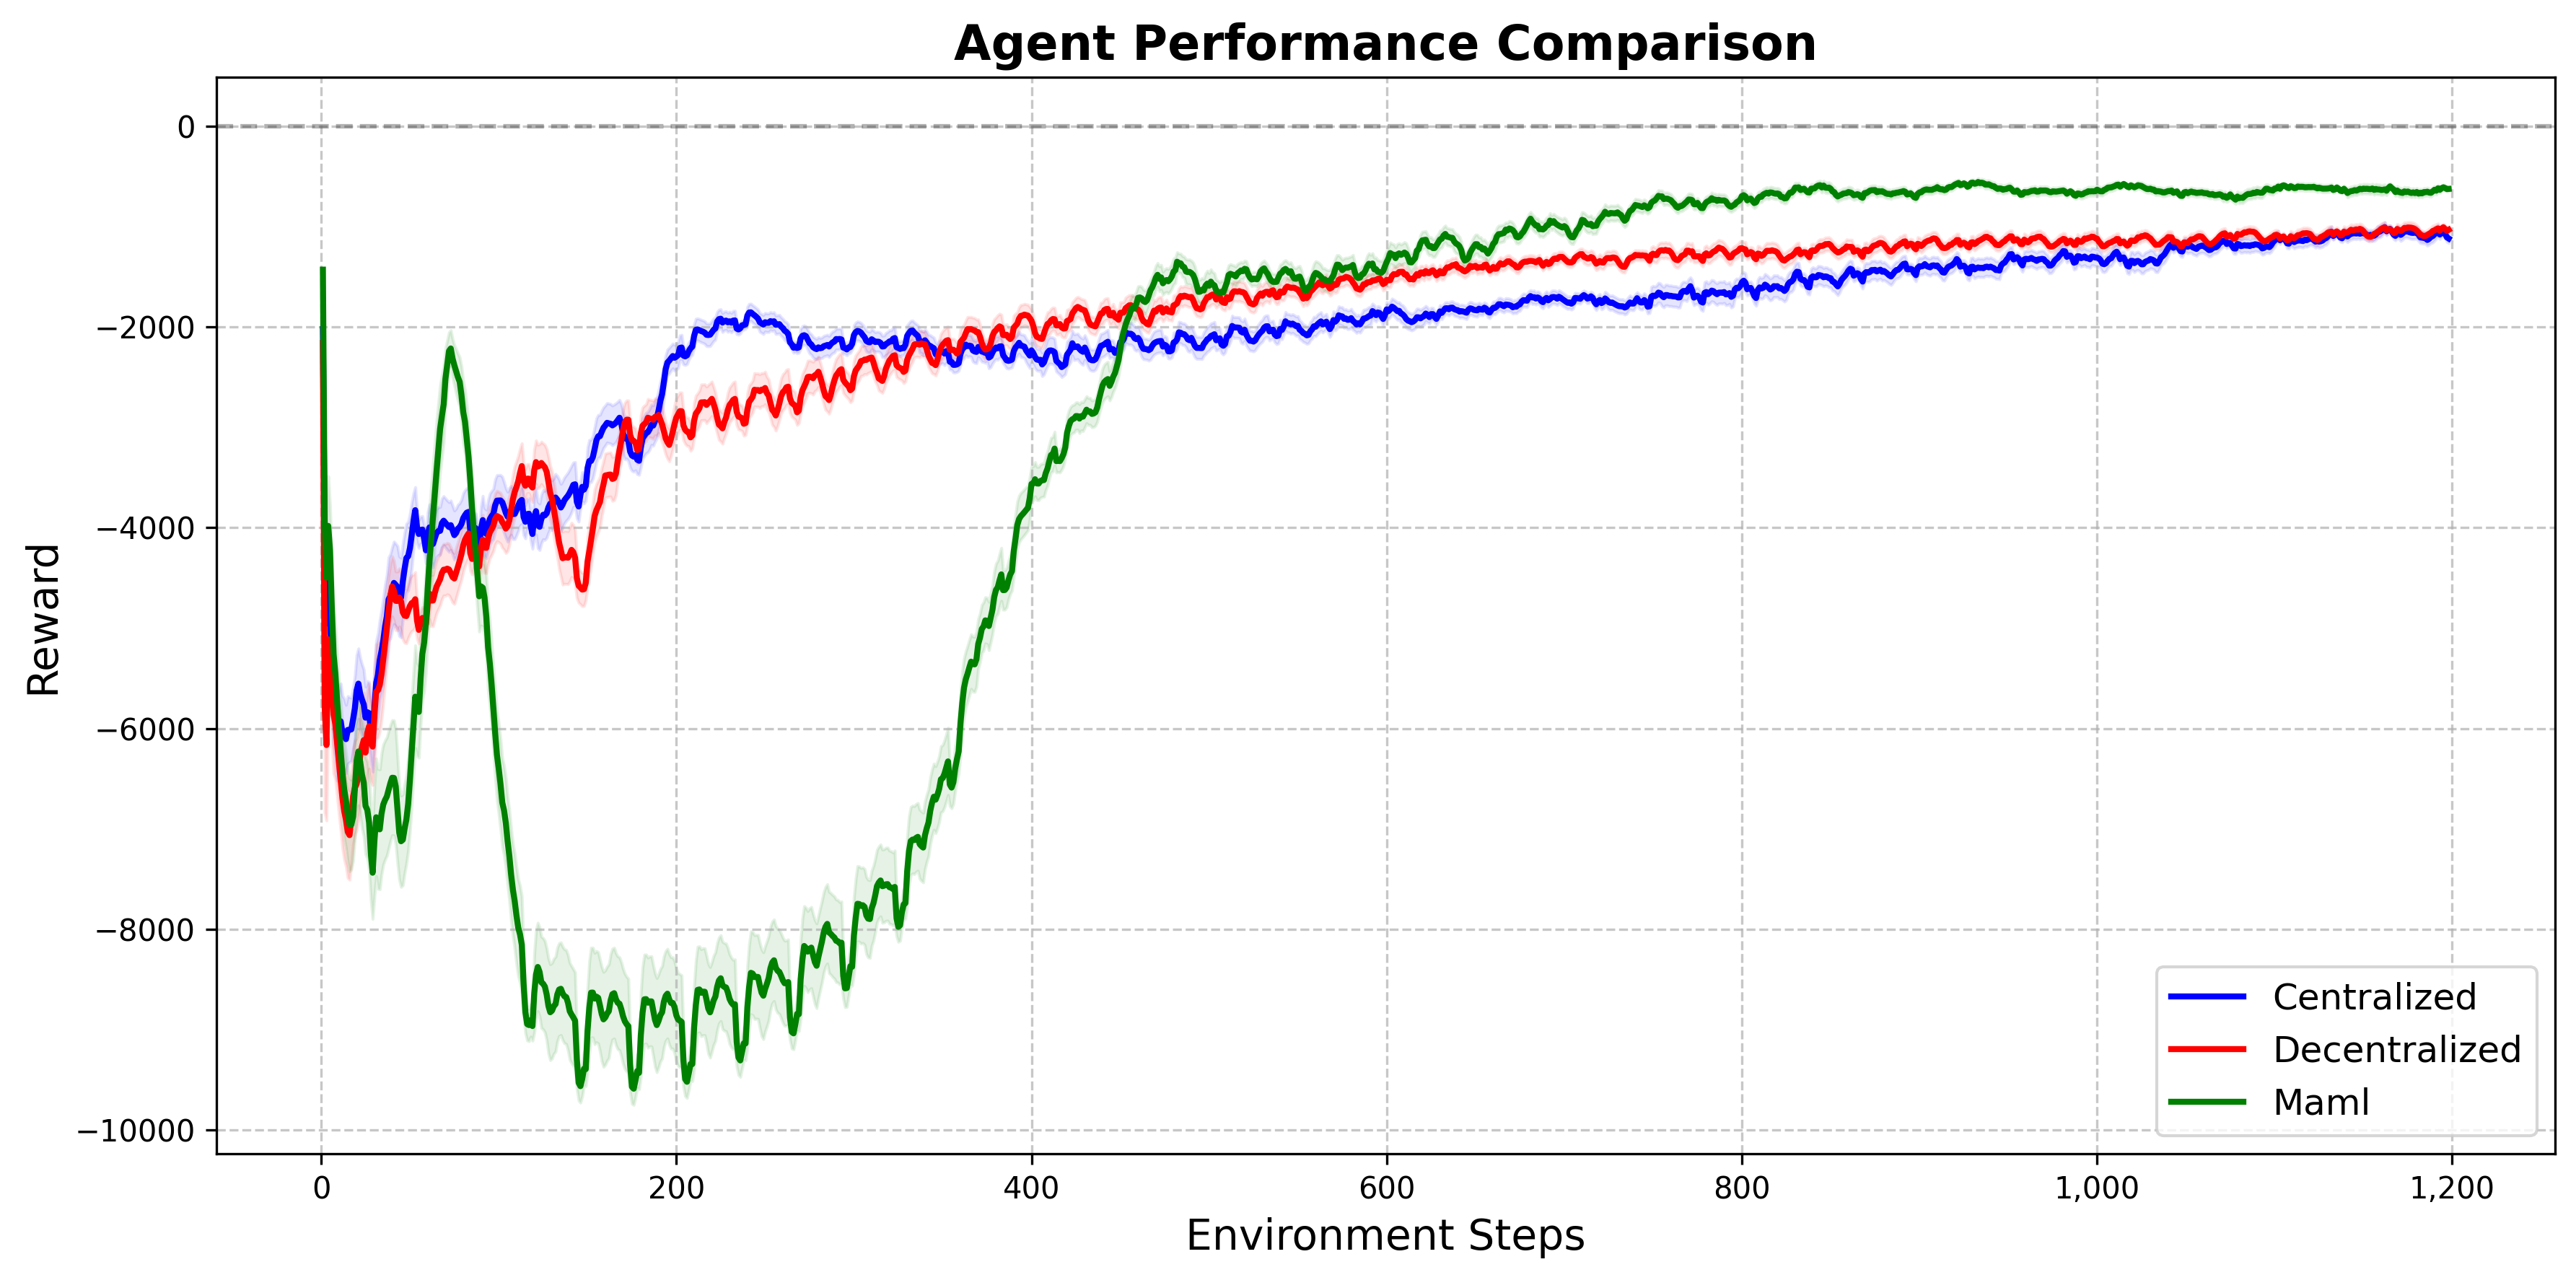 Agent Performance Comparison
0
−2000
−4000
−6000
−8000
−10000
Reward
0
200
400
600
800
1,000
1,200
Environment Steps
Centralized
Decentralized
Maml